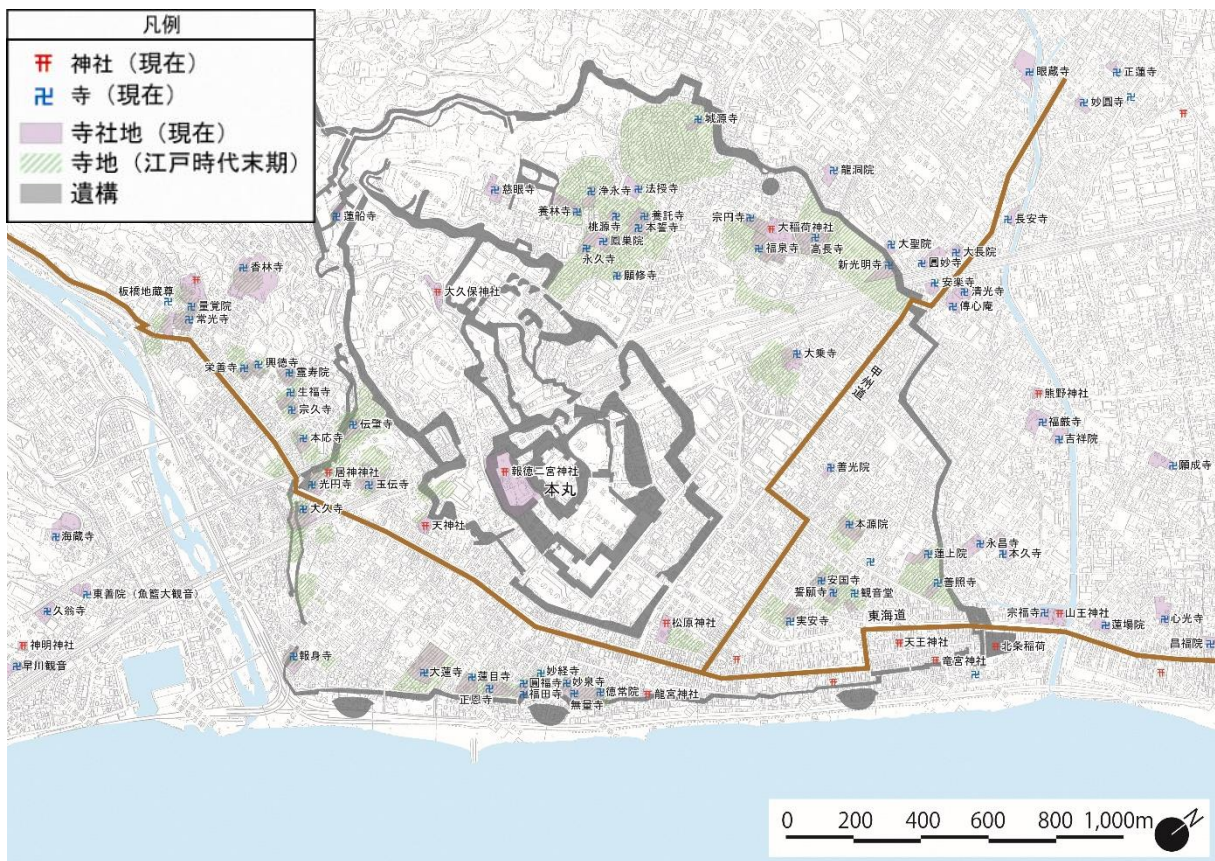 凡例
神社（現在）
寺（現在）
寺社地（現在）
寺地（江戸時代末期）
遺構
眼蔵寺
正蓮寺
妙圓寺
城源寺
龍洞院
慈眼寺
浄永寺
法授寺
養林寺
養託寺
桃源寺
本誓寺
鳳巣院
永久寺
願修寺
宗円寺
大稲荷神社
福泉寺
高長寺
新光明寺
大聖院
圓妙寺
大長院
長安寺
安楽寺
清光寺
傳心庵
蓮船寺
香林寺
板橋地蔵尊
量覚院
常光寺
大久保神社
栄善寺
興徳寺
霊寿院
生福寺
宗久寺
伝肇寺
本応寺
居神神社
光円寺
玉伝寺
大久寺
天神社
報徳二宮神社
本丸
大乗寺
甲州道
熊野神社
福厳寺
吉祥院
願成寺
善光院
本源院
蓮上院
永昌寺
本久寺
安国寺
誓願寺
観音堂
善照寺
実安寺
東海道
宗福寺
山王神社
蓮場院
心光寺
昌福院
天王神社
北条稲荷
竜宮神社
松原神社
海蔵寺
東善院（魚籃大観音）
久翁寺
神明神社
早川観音
報身寺
大蓮寺
蓮目寺
正恩寺
妙経寺
圓福寺
妙泉寺
福田寺
徳常院
無量寺
龍宮神社
0 200 400 600 800 1,000m
N